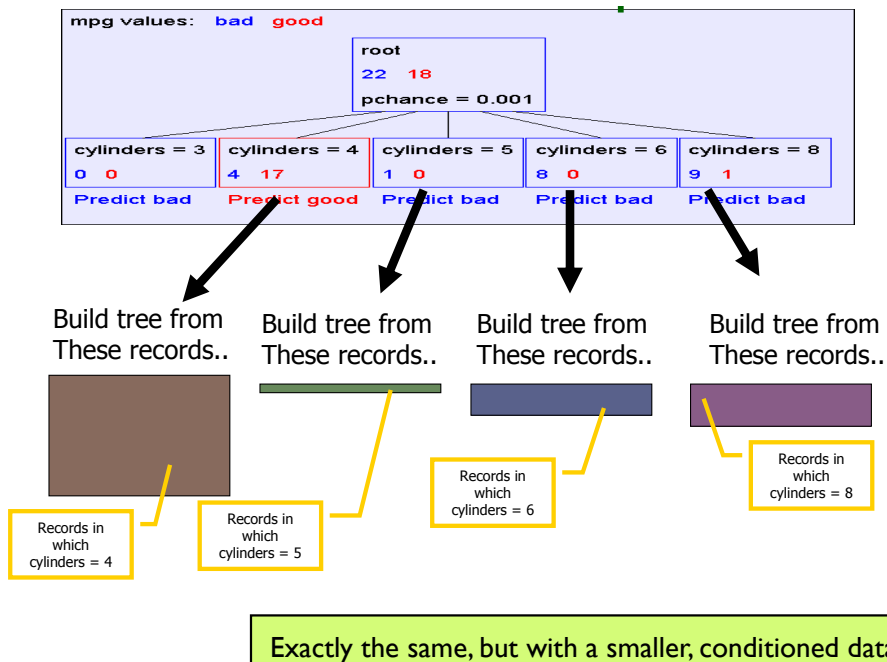 mpg values: bad good
root
22 18
pchance = 0.001
cylinders = 3
0 0
Predict bad
cylinders = 4
4 17
Predict good
cylinders = 5
1 0
Predict bad
cylinders = 6
8 0
Predict bad
cylinders = 8
9 1
Predict bad
Build tree from
These records..
Build tree from
These records..
Build tree from
These records..
Build tree from
These records..
Records in
which
cylinders = 4
Records in
which
cylinders = 5
Records in
which
cylinders = 6
Records in
which
cylinders = 8
Exactly the same, but with a smaller, conditioned data